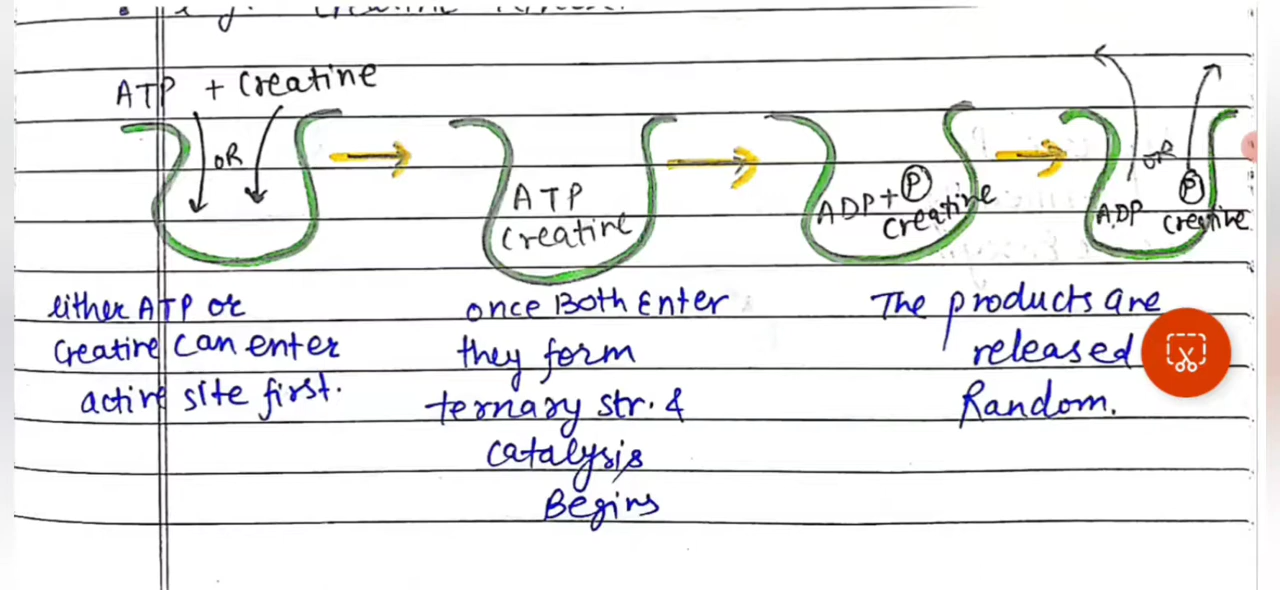 ATP + Creatine
OR
ATP
Creatine
ADP + P
Creatine
OR
ADP P
Creatine
either ATP or
Creatine can enter
active site first.
once Both Enter
they form
ternary str. &
catalysis
Begins
The products are
released
Random.